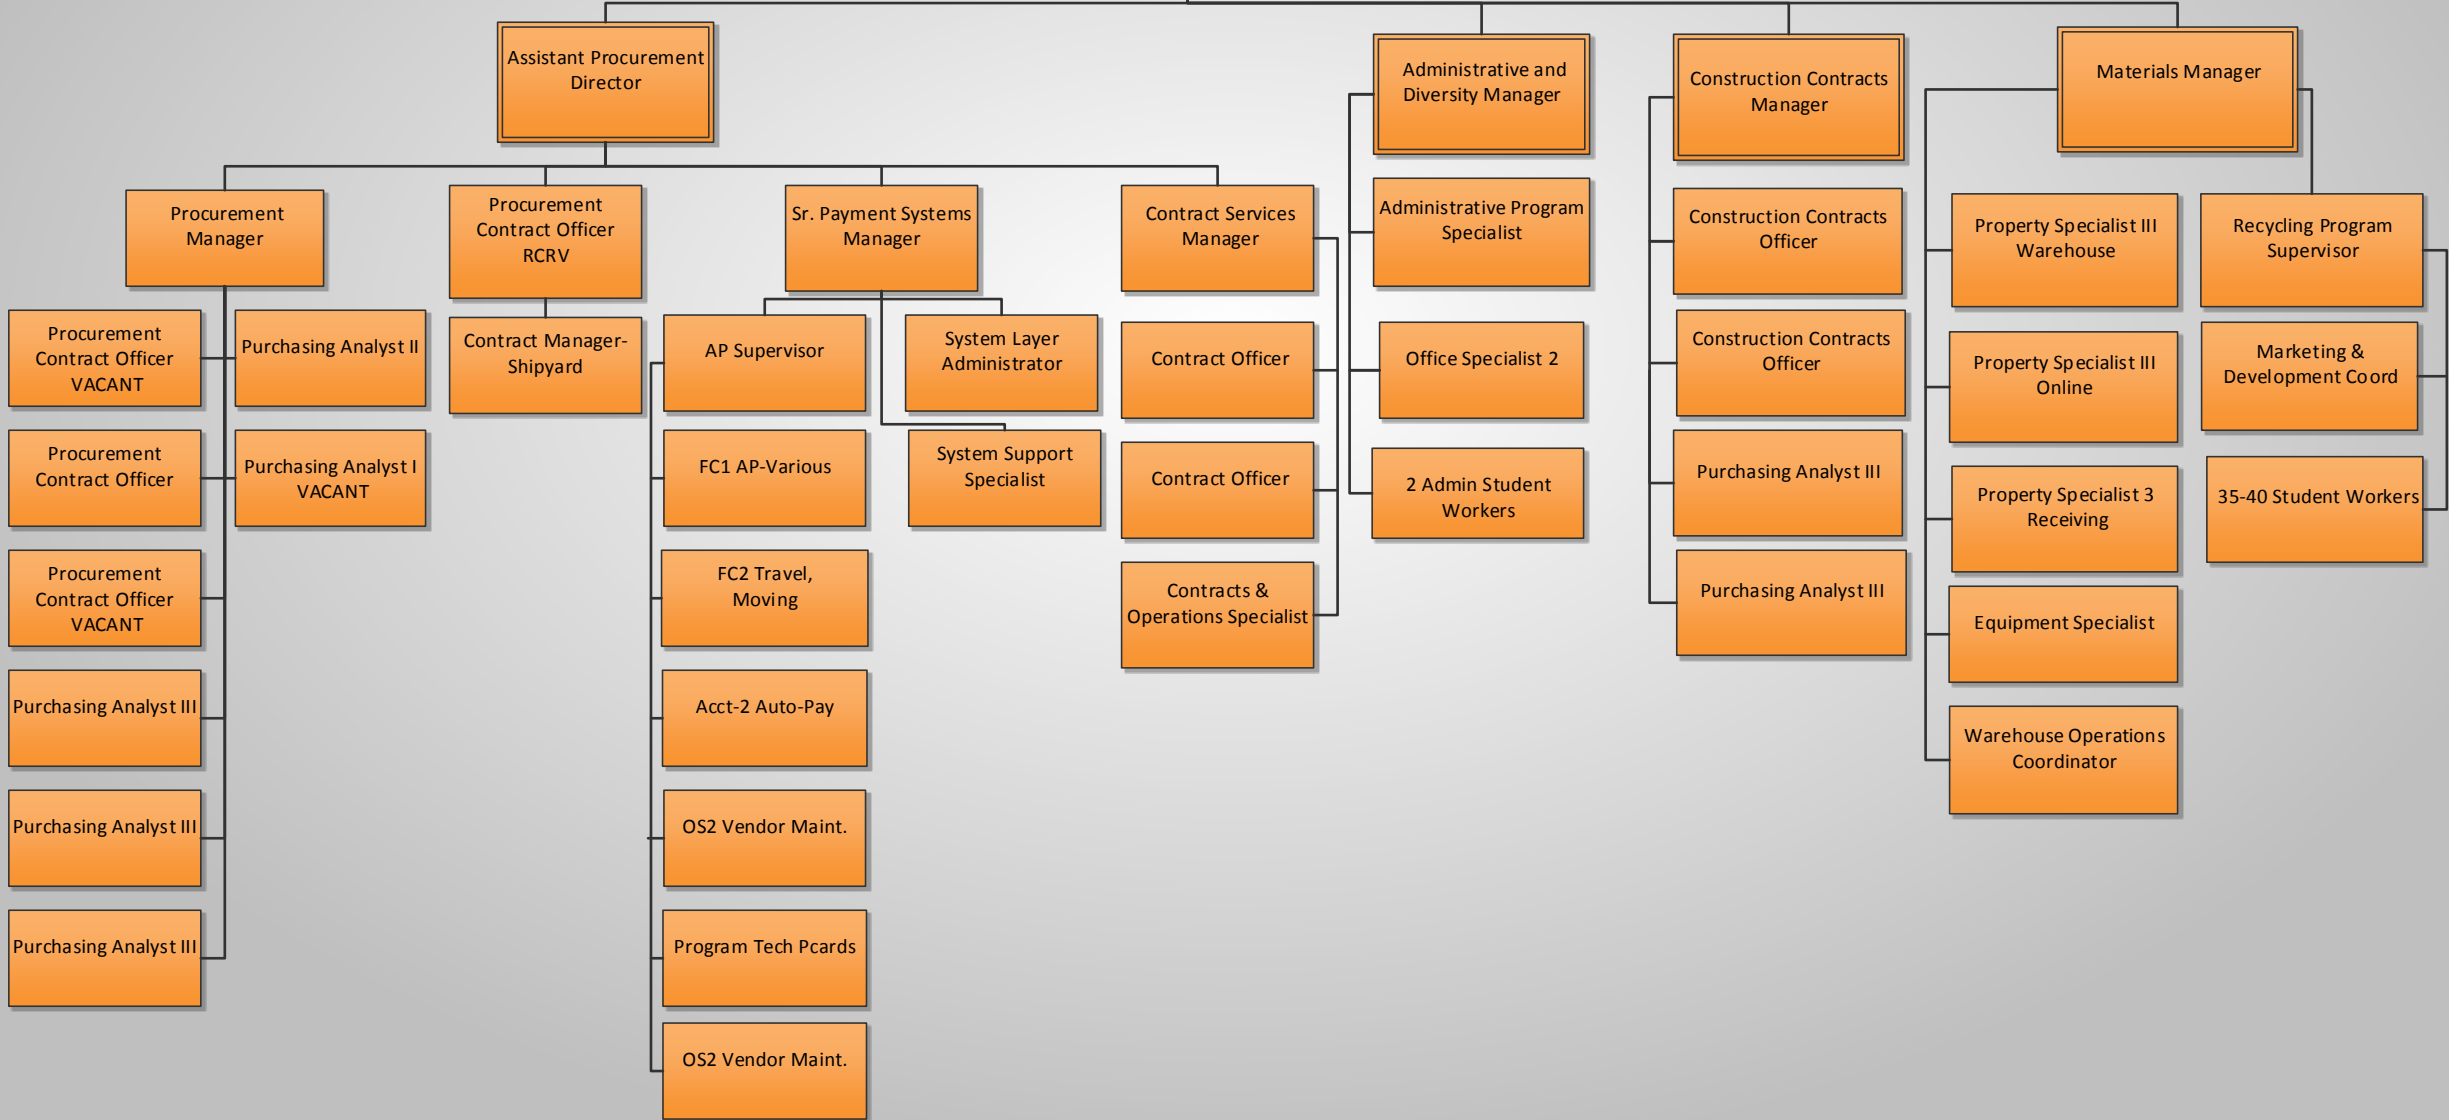 Assistant Procurement
Director
Administrative and
Diversity Manager
Construction Contracts
Manager
Materials Manager
Procurement
Manager
Procurement
Contract Officer
RCRV
Sr. Payment Systems
Manager
Contract Services
Manager
Administrative Program
Specialist
Construction Contracts
Officer
Property Specialist III
Warehouse
Recycling Program
Supervisor
Procurement
Contract Officer
VACANT
Purchasing Analyst II
Contract Manager-
Shipyard
AP Supervisor
System Layer
Administrator
Contract Officer
Office Specialist 2
Construction Contracts
Officer
Property Specialist III
Online
Marketing &
Development Coord
Procurement
Contract Officer
Purchasing Analyst I
VACANT
FC1 AP-Various
System Support
Specialist
Contract Officer
2 Admin Student
Workers
Purchasing Analyst III
Property Specialist 3
Receiving
35-40 Student Workers
Procurement
Contract Officer
VACANT
FC2 Travel,
Moving
Contracts &
Operations Specialist
Purchasing Analyst III
Equipment Specialist
Purchasing Analyst III
Acct-2 Auto-Pay
Warehouse Operations
Coordinator
Purchasing Analyst III
OS2 Vendor Maint.
Purchasing Analyst III
Program Tech Pcards
OS2 Vendor Maint.